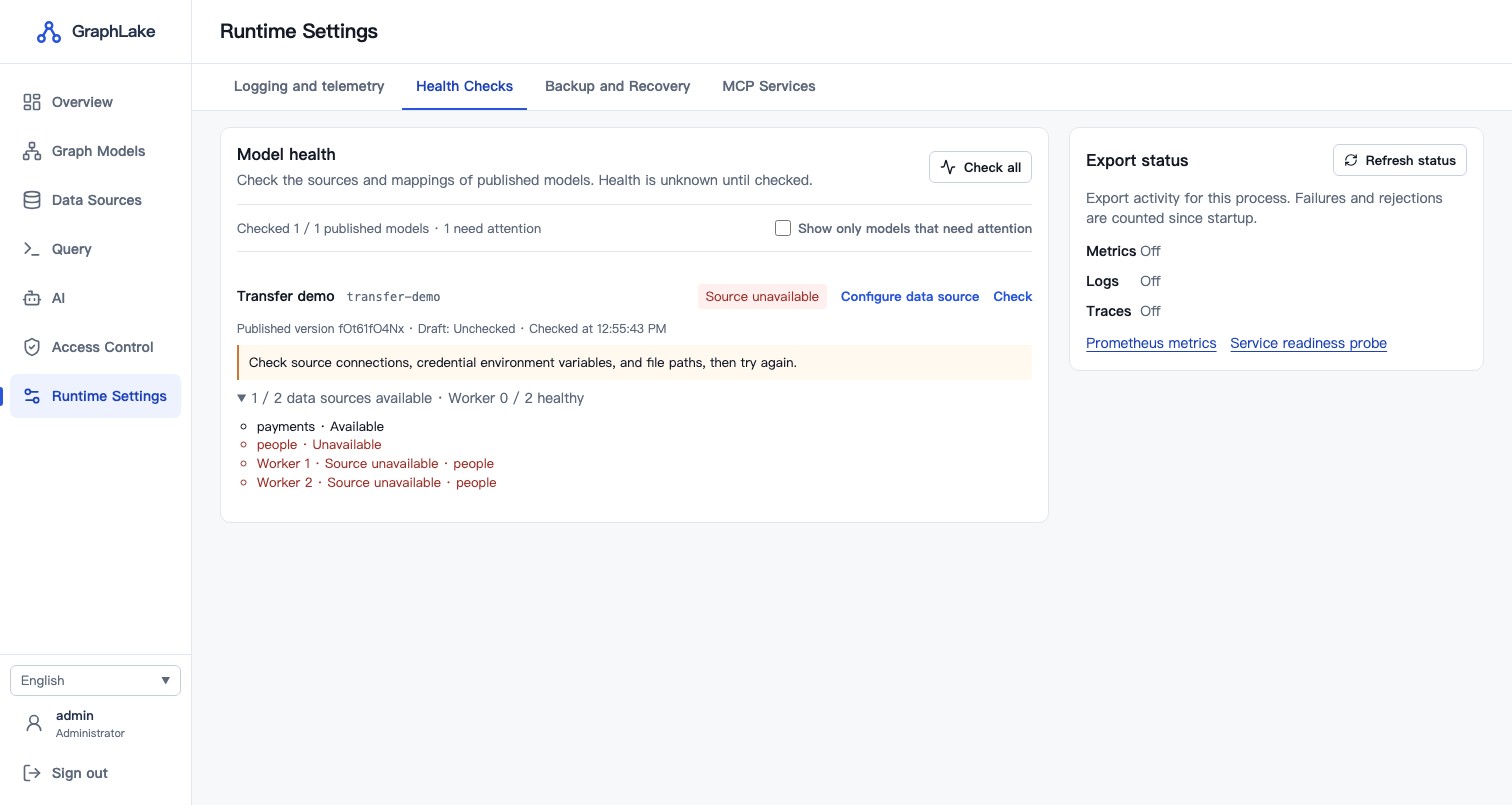 GraphLake
Overview
Graph Models
Data Sources
Query
AI
Access Control
Runtime Settings
English
admin
Administrator
Sign out
Runtime Settings
Logging and telemetry
Health Checks
Backup and Recovery
MCP Services
Model health
Check the sources and mappings of published models. Health is unknown until checked.
Check all
Checked 1 / 1 published models · 1 need attention
Show only models that need attention
Transfer demo transfer-demo
Source unavailable
Configure data source
Check
Published version fOt61fO4Nx · Draft: Unchecked · Checked at 12:55:43 PM
Check source connections, credential environment variables, and file paths, then try again.
▼ 1 / 2 data sources available · Worker 0 / 2 healthy
payments · Available
people · Unavailable
Worker 1 · Source unavailable · people
Worker 2 · Source unavailable · people
Export status
Refresh status
Export activity for this process. Failures and rejections
are counted since startup.
Metrics Off
Logs Off
Traces Off
Prometheus metrics
Service readiness probe